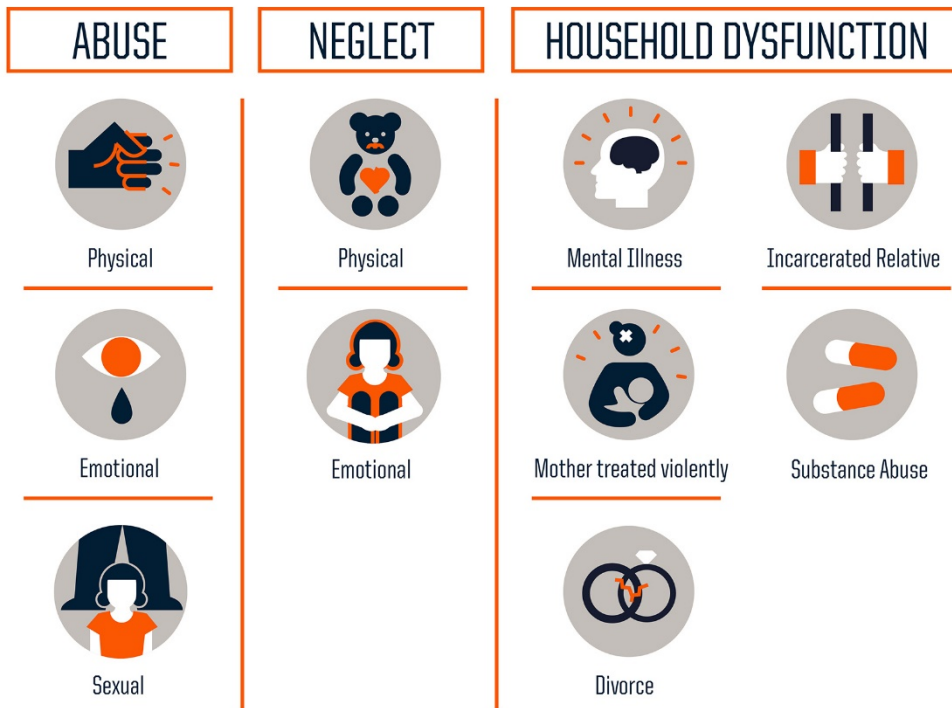 ABUSE
NEGLECT
HOUSEHOLD DYSFUNCTION
Physical
Emotional
Sexual
Physical
Emotional
Mental Illness
Incarcerated Relative
Mother treated violently
Substance Abuse
Divorce